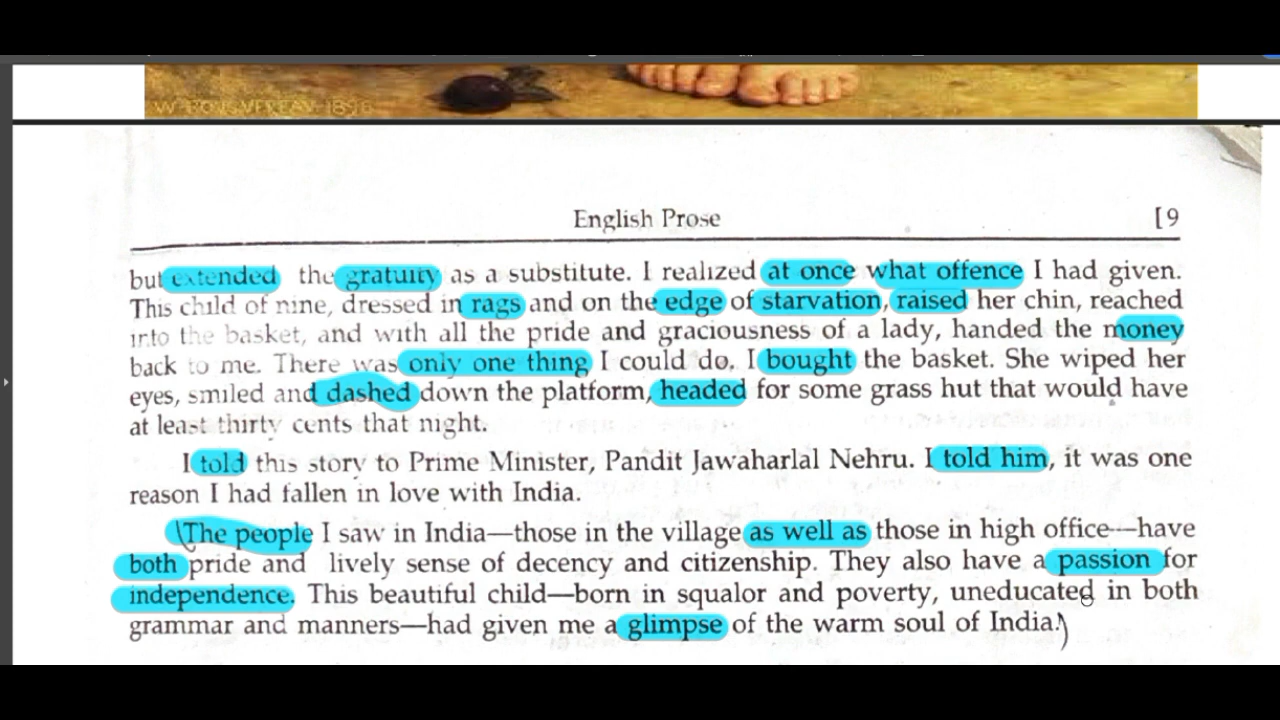 W. BOUGUEREAU 1896
English Prose [9
but extended the gratuity as a substitute. I realized at once what offence I had given.
This child of nine, dressed in rags and on the edge of starvation, raised her chin, reached
into the basket, and with all the pride and graciousness of a lady, handed the money
back to me. There was only one thing I could do. I bought the basket. She wiped her
eyes, smiled and dashed down the platform, headed for some grass hut that would have
at least thirty cents that night.
I told this story to Prime Minister, Pandit Jawaharlal Nehru. I told him, it was one
reason I had fallen in love with India.
(The people I saw in India—those in the village as well as those in high office—have
both pride and lively sense of decency and citizenship. They also have a passion for
independence. This beautiful child—born in squalor and poverty, uneducated in both
grammar and manners—had given me a glimpse of the warm soul of India.)